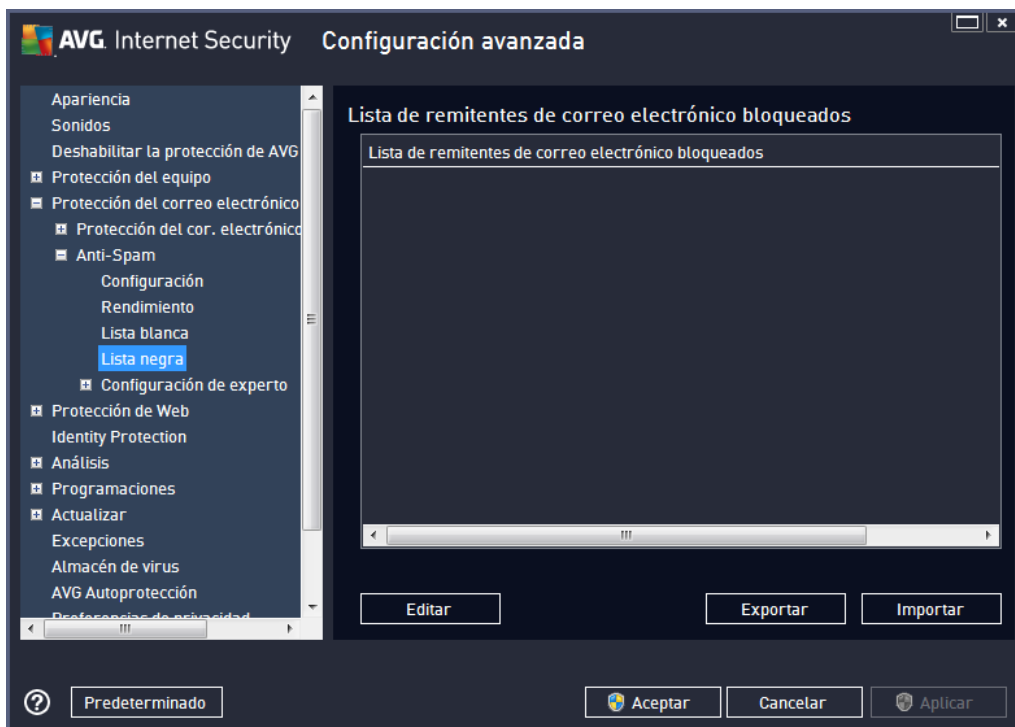 AVG. Internet Security Configuración avanzada
Apariencia
Sonidos
Deshabilitar la protección de AVG
Protección del equipo
Protección del correo electrónico
Protección del cor. electrónico
Anti-Spam
Configuración
Rendimiento
Lista blanca
Lista negra
Configuración de experto
Protección de Web
Identity Protection
Análisis
Programaciones
Actualizar
Excepciones
Almacén de virus
AVG Autoprotección
Preferencias de privacidad
Lista de remitentes de correo electrónico bloqueados
Lista de remitentes de correo electrónico bloqueados
Editar Exportar Importar
Predeterminado Aceptar Cancelar Aplicar